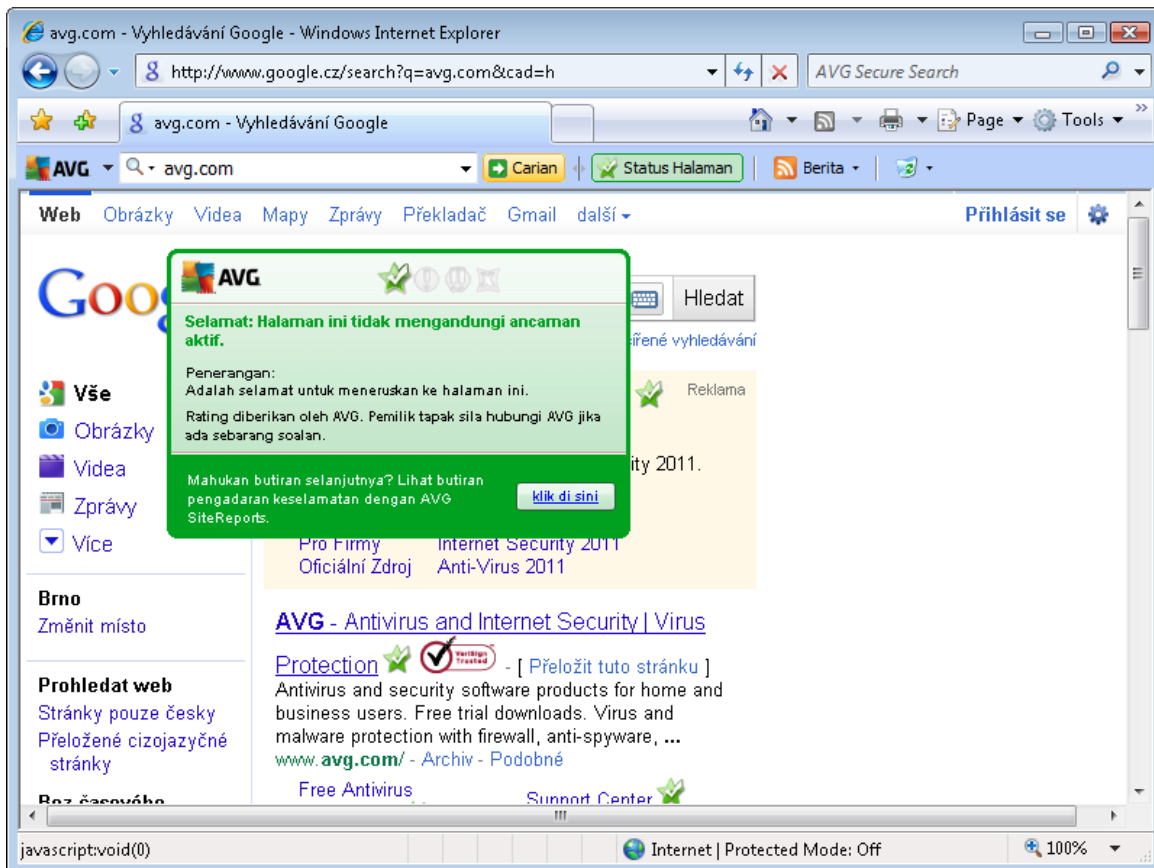 avg.com - Vyhledávání Google - Windows Internet Explorer
http://www.google.cz/search?q=avg.com&cad=h
AVG Secure Search
avg.com - Vyhledávání Google
Page
Tools
AVG
avg.com
Carian
Status Halaman
Berita
Web Obrázky Videa Mapy Zprávy Překladač Gmail další
Přihlásit se
Goog
Hledat
ířené vyhledávání
AVG
Selamat: Halaman ini tidak mengandungi ancaman
aktif.
Penerangan:
Adalah selamat untuk meneruskan ke halaman ini.
Rating diberikan oleh AVG. Pemilik tapak sila hubungi AVG jika
ada sebarang soalan.
Mahukan butiran selanjutnya? Lihat butiran
pengadaran keselamatan dengan AVG
SiteReports.
klik di sini
Reklama
ity 2011.
Pro Firmy Internet Security 2011
Oficiální Zdroj Anti-Virus 2011
Vše
Obrázky
Videa
Zprávy
Více
Brno
Změnit místo
Prohledat web
Stránky pouze česky
Přeložené cizojazyčné
stránky
Bez časového
AVG - Antivirus and Internet Security | Virus
Protection VeriSign Trusted - [ Přeložit tuto stránku ]
Antivirus and security software products for home and
business users. Free trial downloads. Virus and
malware protection with firewall, anti-spyware, ...
www.avg.com/ - Archiv - Podobné
Free Antivirus
Support Center
javascript:void(0)
Internet | Protected Mode: Off
100%